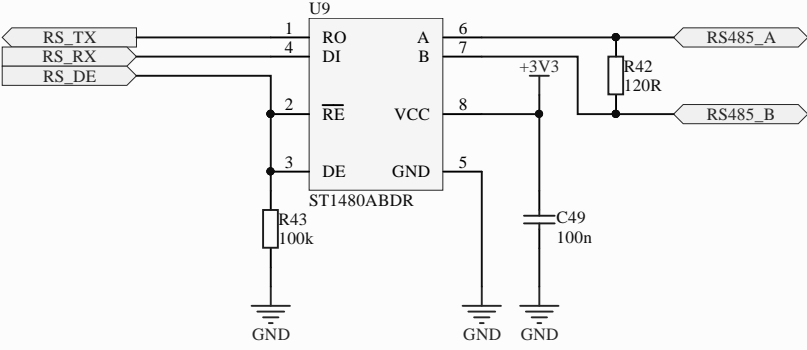 U9
RS_TX 1 RO A 6 RS485_A
RS_RX 4 DI B 7
RS_DE
+3V3
R42
120R
2 RE VCC 8 RS485_B
3 DE GND 5
ST1480ABDR
R43
100k
C49
100n
GND GND GND